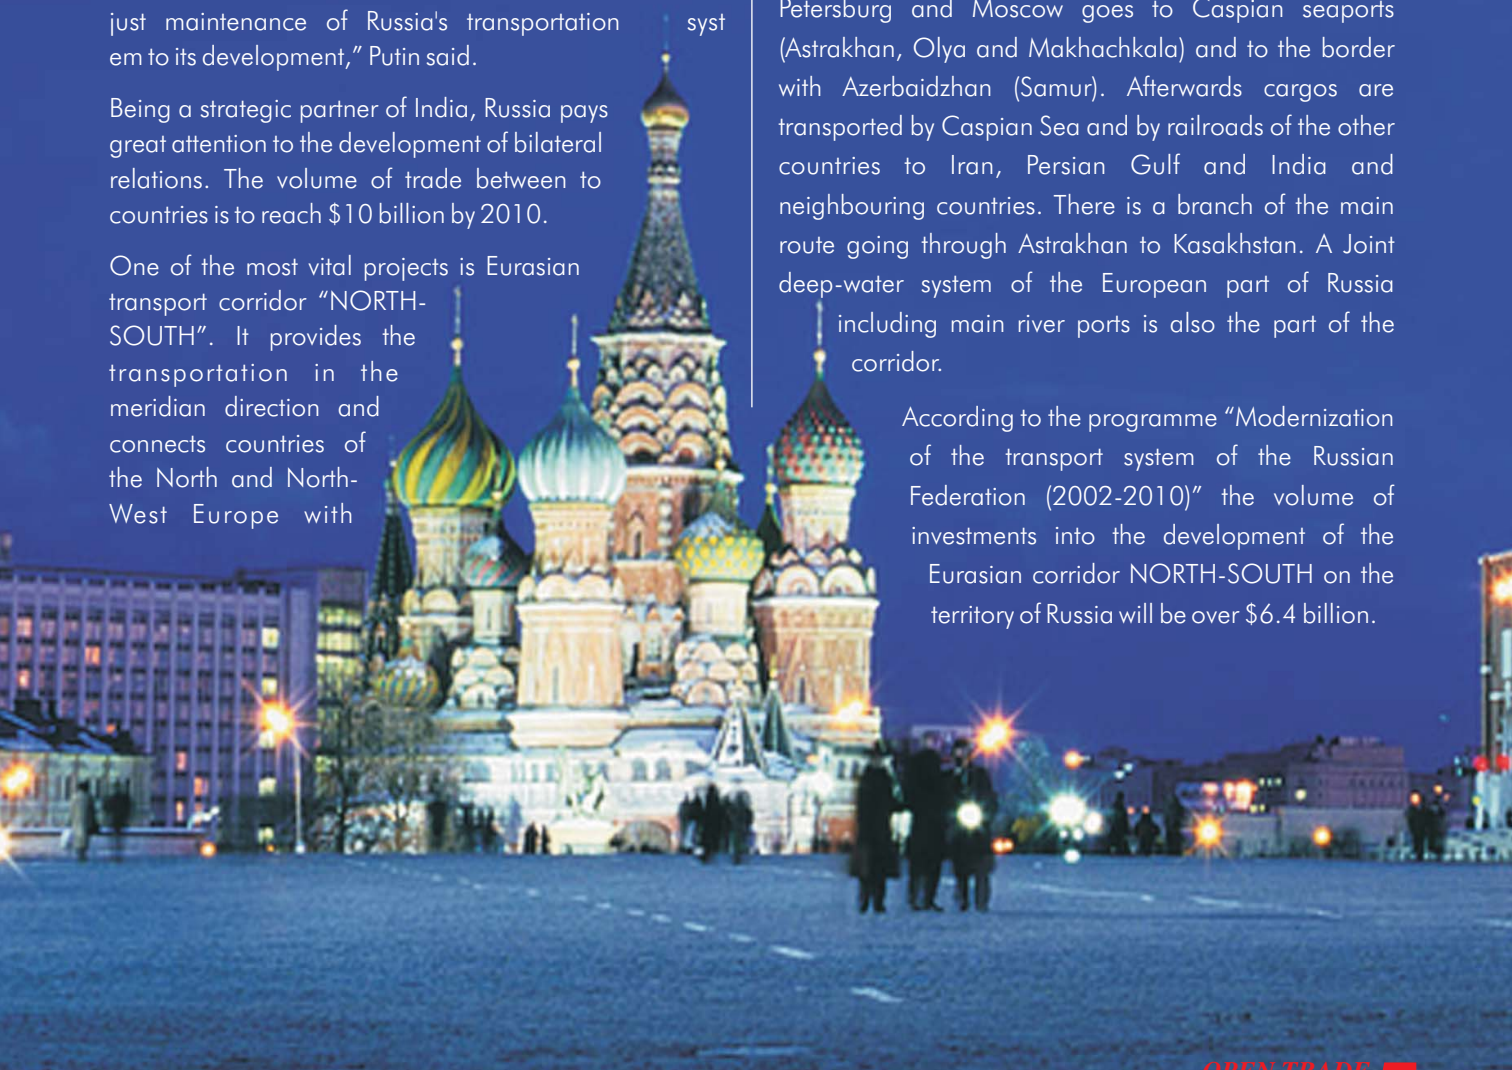 just maintenance of Russia's transportation syst
em to its development,” Putin said.
Being a strategic partner of India, Russia pays
great attention to the development of bilateral
relations. The volume of trade between to
countries is to reach $10 billion by 2010.
One of the most vital projects is Eurasian
transport corridor “NORTH-
SOUTH”. It provides the
transportation in the
meridian direction and
connects countries of
the North and North-
West Europe with
Petersburg and Moscow goes to Caspian seaports
(Astrakhan, Olya and Makhachkala) and to the border
with Azerbaidzhan (Samur). Afterwards cargos are
transported by Caspian Sea and by railroads of the other
countries to Iran, Persian Gulf and India and
neighbouring countries. There is a branch of the main
route going through Astrakhan to Kasakhstan. A Joint
deep-water system of the European part of Russia
including main river ports is also the part of the
corridor.
According to the programme “Modernization
of the transport system of the Russian
Federation (2002-2010)” the volume of
investments into the development of the
Eurasian corridor NORTH-SOUTH on the
territory of Russia will be over $6.4 billion.
OPEN TRADE